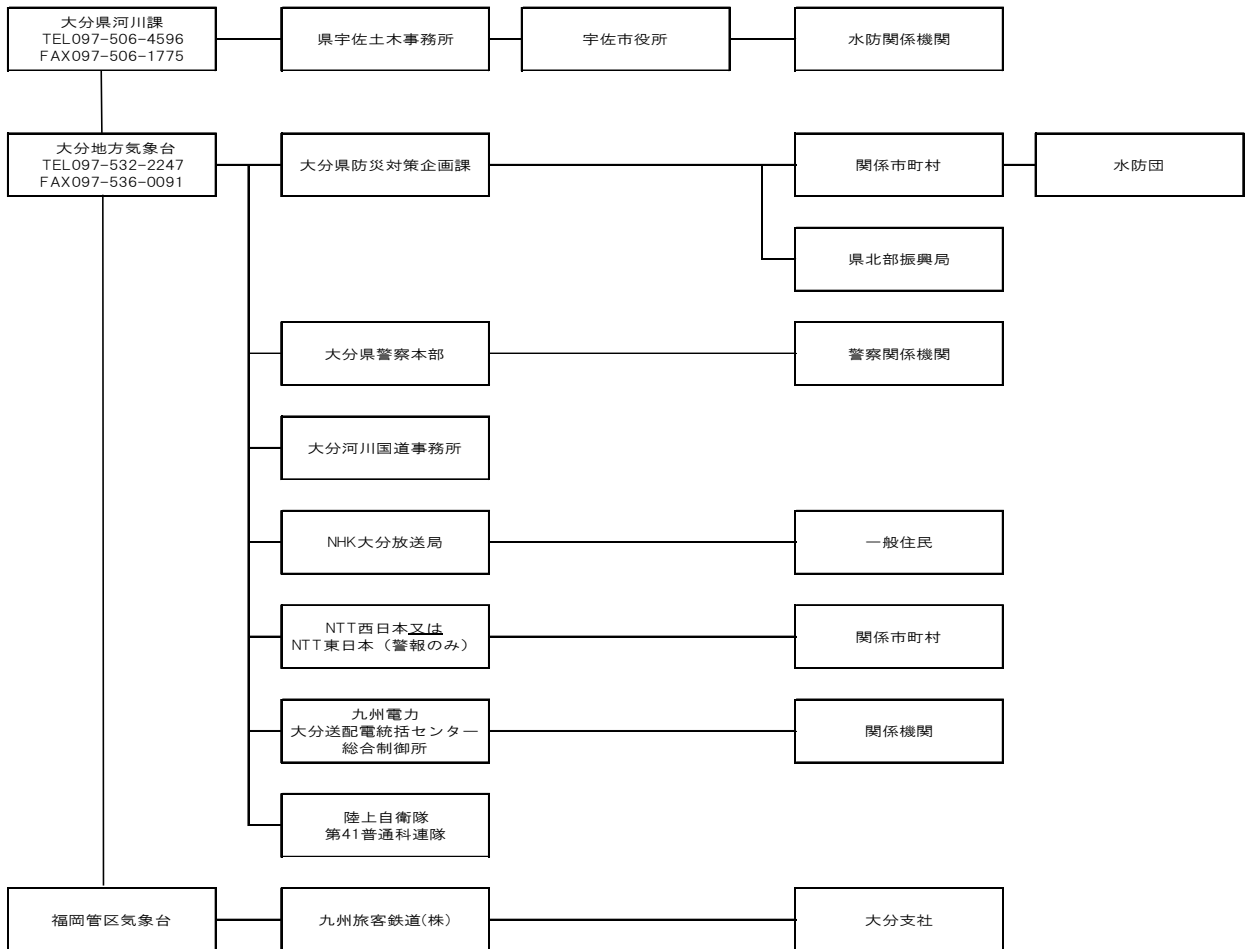 大分県河川課
TEL097-506-4596
FAX097-506-1775
県宇佐土木事務所
宇佐市役所
水防関係機関
大分地方気象台
TEL097-532-2247
FAX097-536-0091
大分県防災対策企画課
関係市町村
水防団
県北部振興局
大分県警察本部
警察関係機関
大分河川国道事務所
NHK大分放送局
一般住民
NTT西日本又は
NTT東日本（警報のみ）
関係市町村
九州電力
大分送配電統括センター
総合制御所
関係機関
陸上自衛隊
第41普通科連隊
福岡管区気象台
九州旅客鉄道(株)
大分支社